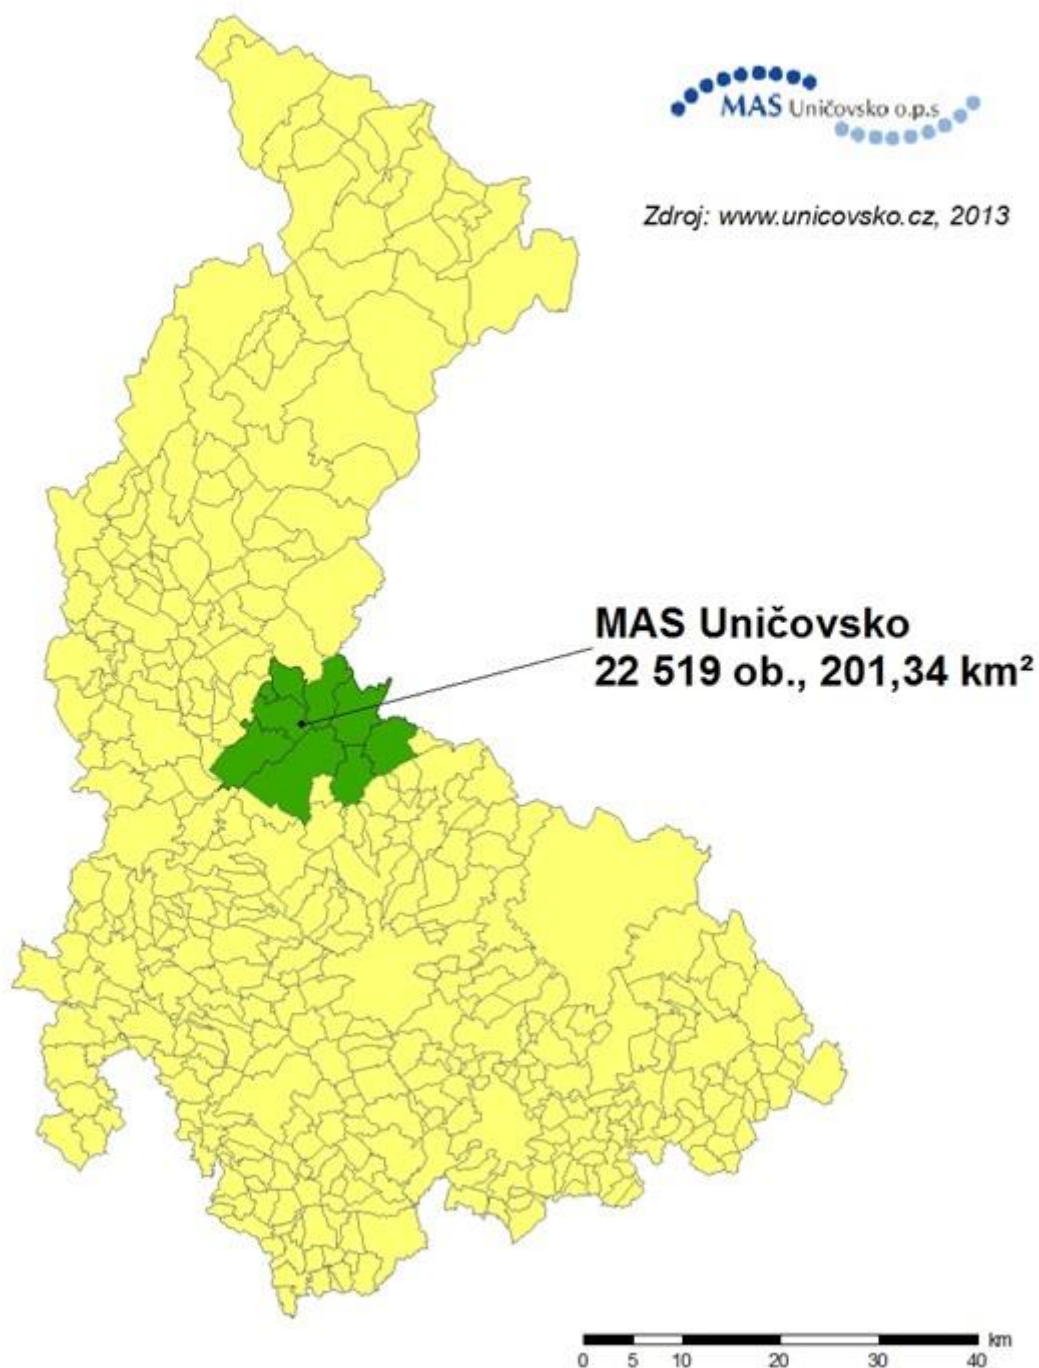 MAS Uničovsko o.p.s
Zdroj: www.unicovsko.cz, 2013
MAS Uničovsko
22 519 ob., 201,34 km²
km
0 5 10 20 30 40